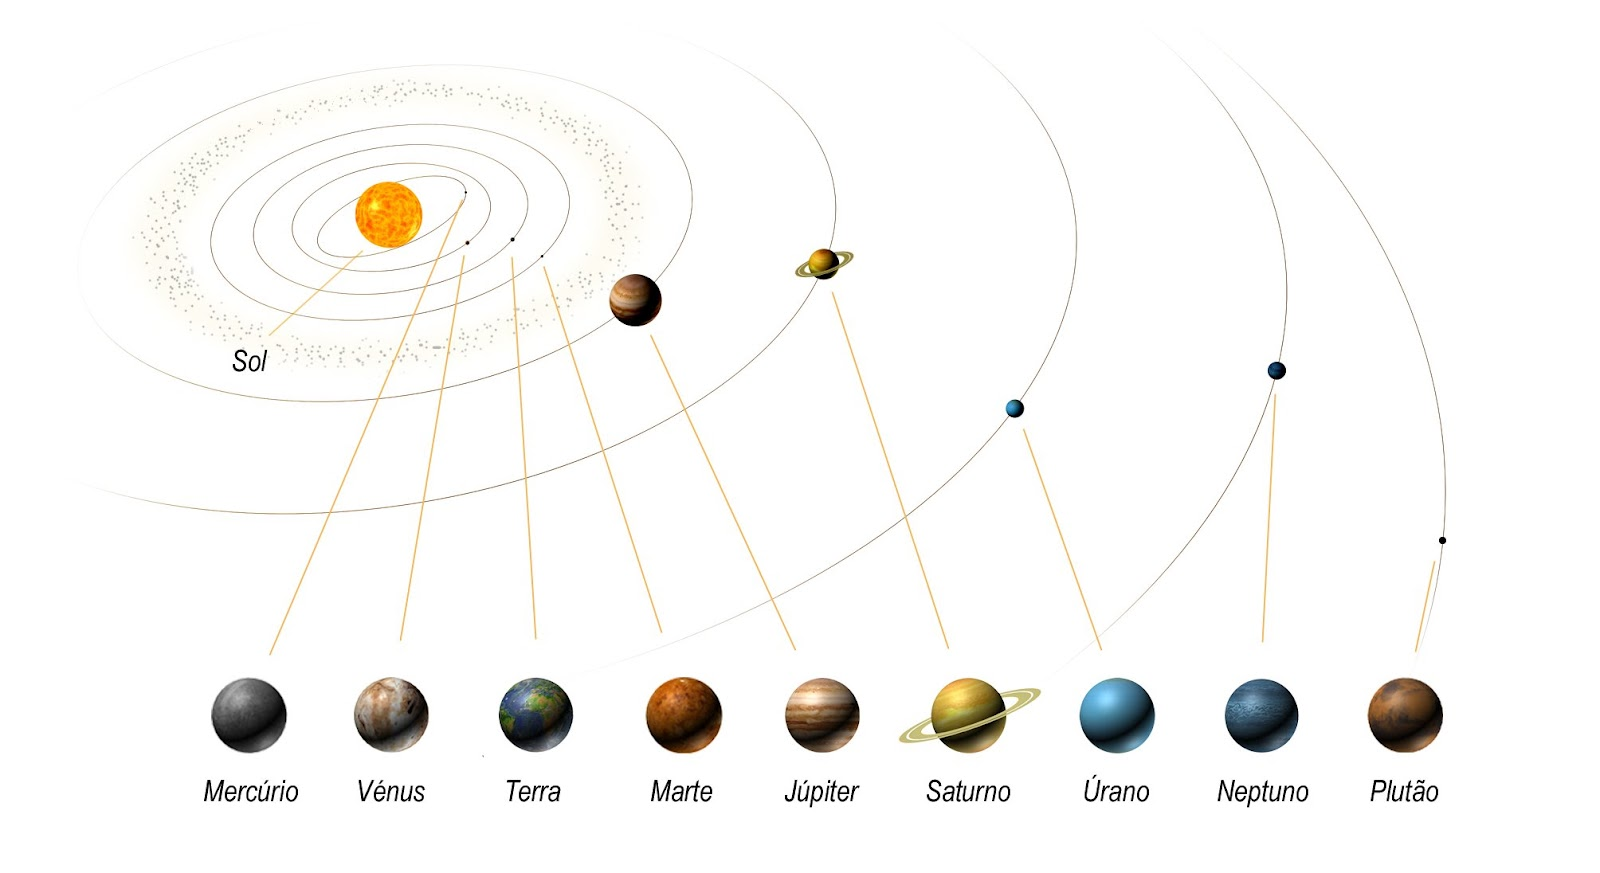 Sol
Mercúrio
Vénus
Terra
Marte
Júpiter
Saturno
Úrano
Neptuno
Plutão